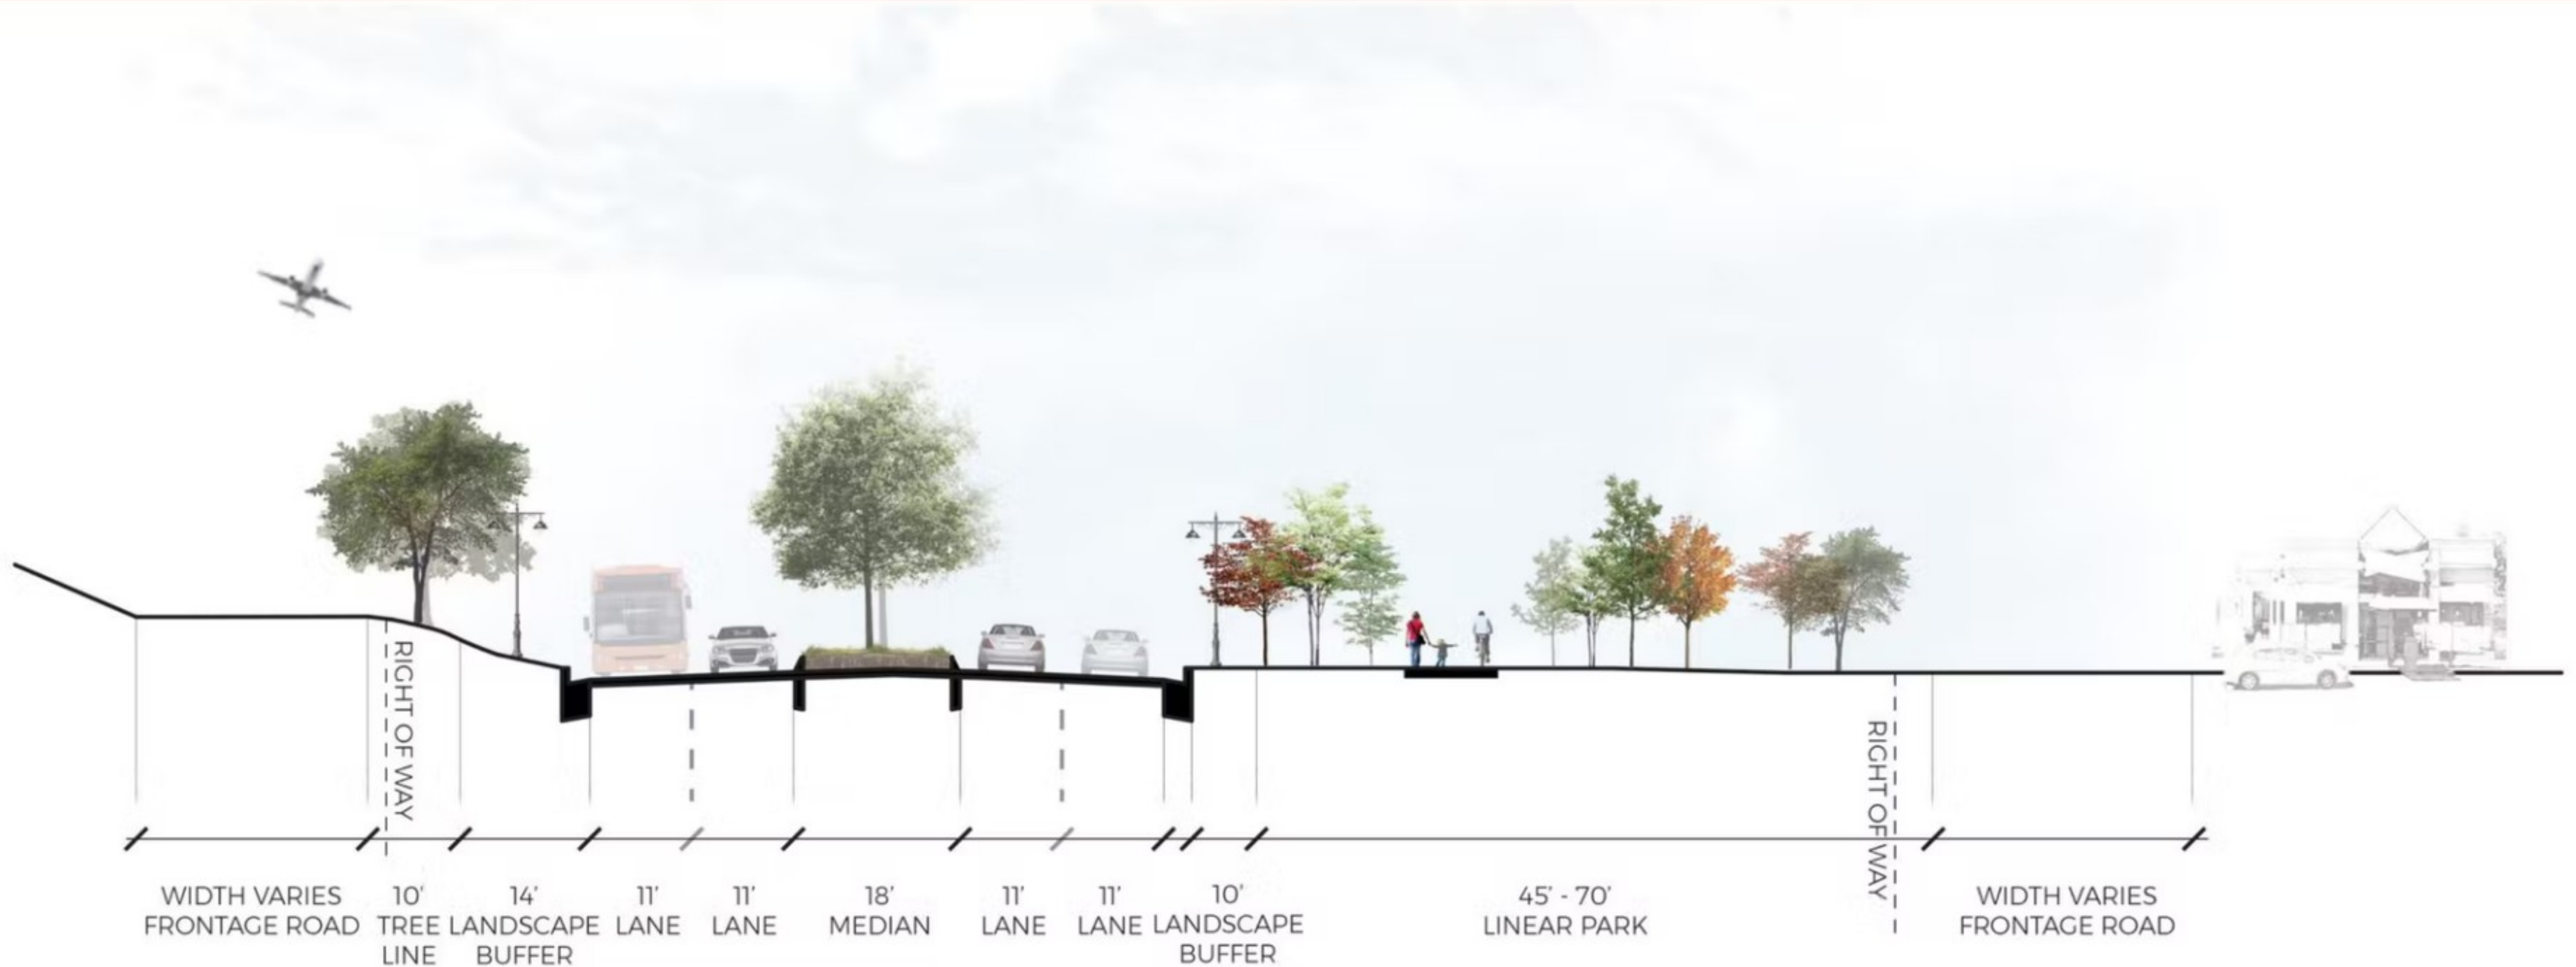 RIGHT OF WAY
RIGHT OF WAY
WIDTH VARIES
FRONTAGE ROAD
10'
TREE
LINE
14'
LANDSCAPE
BUFFER
11'
LANE
11'
LANE
18'
MEDIAN
11'
LANE
11'
LANE
10'
LANDSCAPE
BUFFER
45' - 70'
LINEAR PARK
WIDTH VARIES
FRONTAGE ROAD